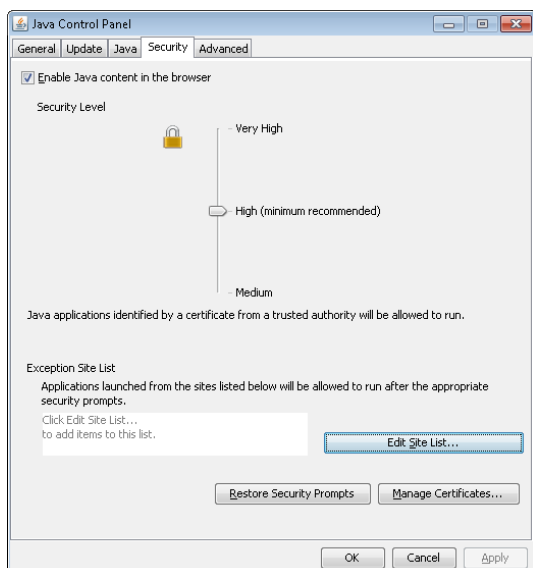 Java Control Panel
General Update Java Security Advanced
Enable Java content in the browser
Security Level
- Very High
- High (minimum recommended)
- Medium
Java applications identified by a certificate from a trusted authority will be allowed to run.
Exception Site List
Applications launched from the sites listed below will be allowed to run after the appropriate
security prompts.
Click Edit Site List...
to add items to this list.
Edit Site List...
Restore Security Prompts Manage Certificates...
OK Cancel Apply